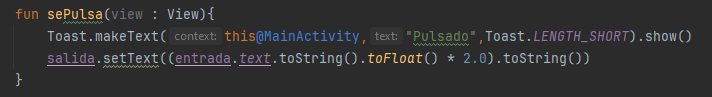 fun sePulsa(view : View){
Toast.makeText( context: this@MainActivity, text: "Pulsado",Toast.LENGTH_SHORT).show()
salida.setText((entrada.text.toString().toFloat() * 2.0).toString())
}